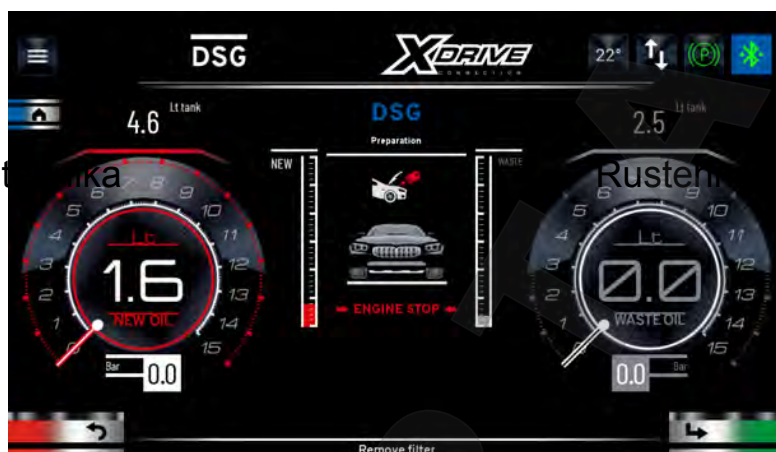 DSG
XDRIVE
CONNECTION
22°
(P)
4.6 Lt tank
DSG
Preparation
2.5 Lt tank
NEW
WASTE
0 1 2 3 4 5 6 7 8 9 10 11 12 13 14 15
Lt
1.6
NEW OIL
ENGINE STOP
1 2 3 4 5 6 7 8 9 10 11 12 13 15
Lt
0.0
WASTE OIL
Bar 0.0
0.0 Bar
Remove filter